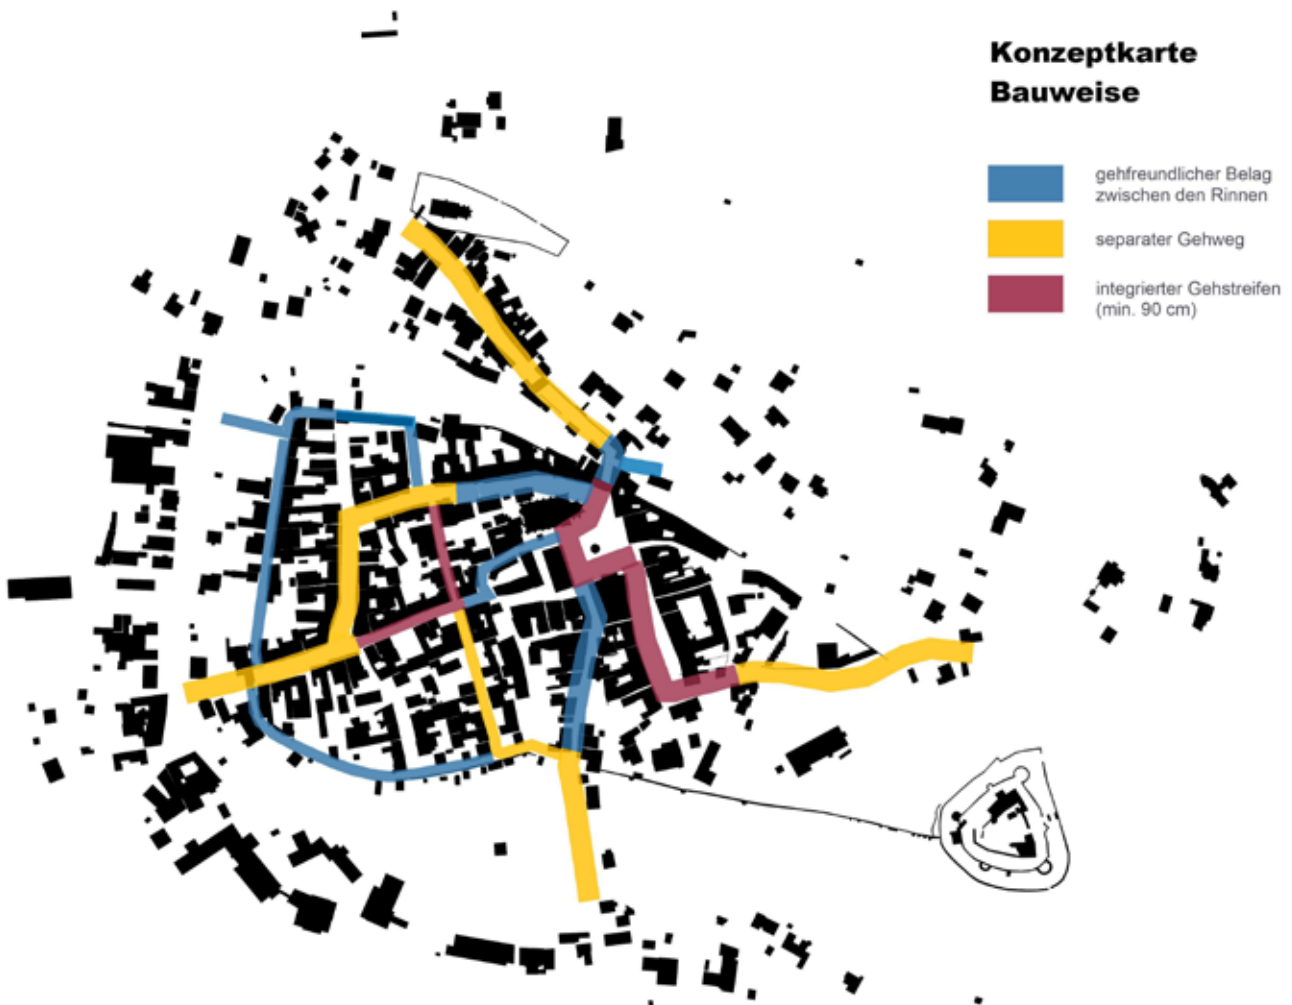 Konzeptkarte
Bauweise
gehfreundlicher Belag
zwischen den Rinnen
separater Gehweg
integrierter Gehstreifen
(min. 90 cm)